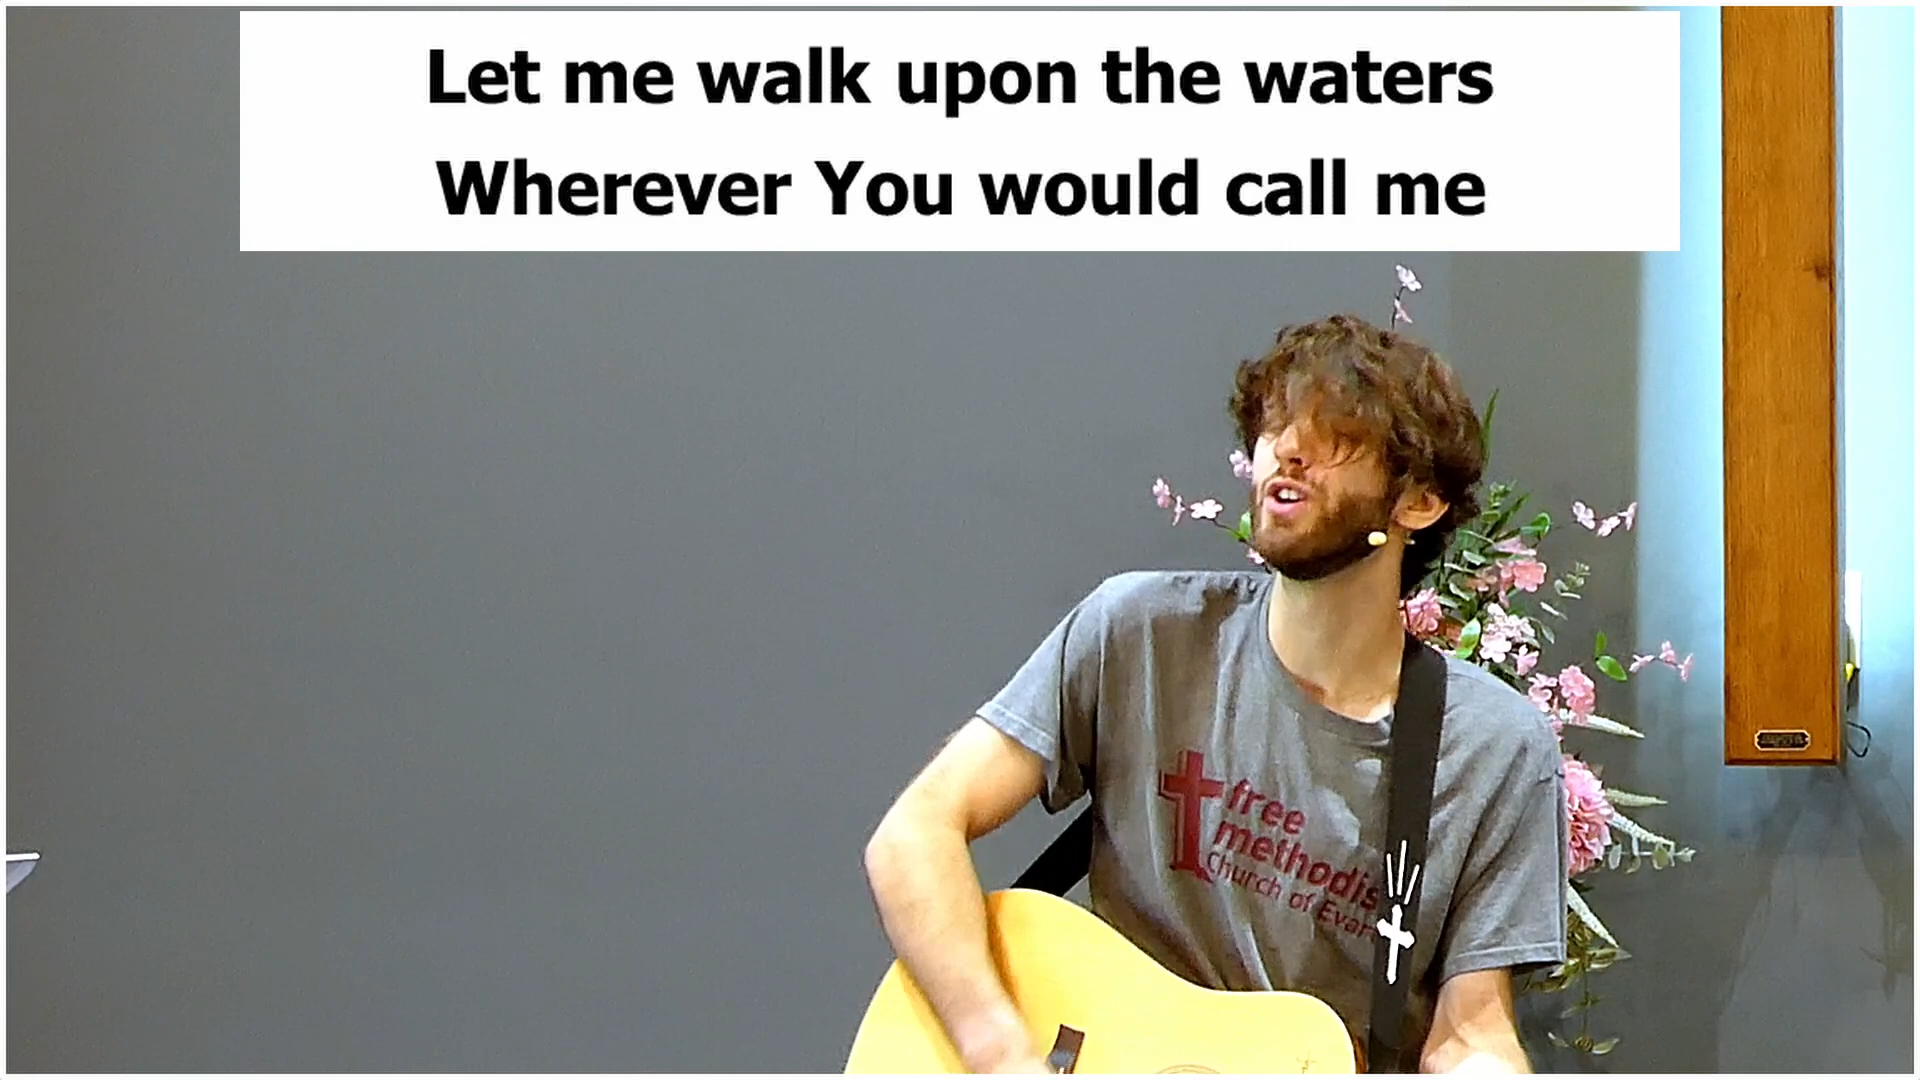 Let me walk upon the waters
Wherever You would call me
free
methodis
Church of Evan